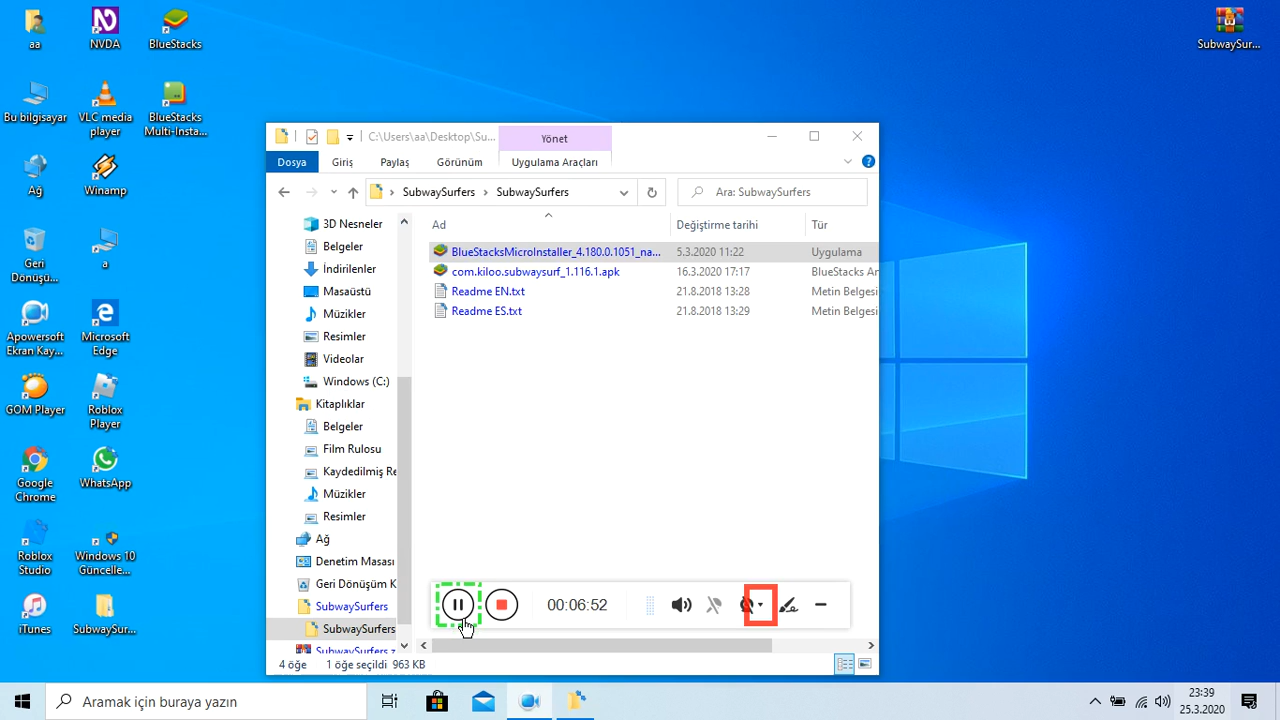 aa
NVDA
BlueStacks
SubwaySur...
Bu bilgisayar
VLC media
player
BlueStacks
Multi-Insta...
Ağ
Winamp
Geri
Dönüşü...
a
Apowersoft
Ekran Kay...
Microsoft
Edge
GOM Player
Roblox
Player
Google
Chrome
WhatsApp
Roblox
Studio
Windows 10
Güncelle...
iTunes
SubwaySur...
C:\Users\aa\Desktop\Su...
Yönet
Dosya
Giriş
Paylaş
Görünüm
Uygulama Araçları
SubwaySurfers
SubwaySurfers
Ara: SubwaySurfers
Ad
Değiştirme tarihi
Tür
BlueStacksMicroInstaller_4.180.0.1051_na... 5.3.2020 11:22 Uygulama
com.kiloo.subwaysurf_1.116.1.apk 16.3.2020 17:17 BlueStacks An
Readme EN.txt 21.8.2018 13:28 Metin Belgesi
Readme ES.txt 21.8.2018 13:29 Metin Belgesi
3D Nesneler
Belgeler
İndirilenler
Masaüstü
Müzikler
Resimler
Videolar
Windows (C:)
Kitaplıklar
Belgeler
Film Rulosu
Kaydedilmiş Re
Müzikler
Resimler
Ağ
Denetim Masası
Geri Dönüşüm K
SubwaySurfers
SubwaySurfers
SubwaySurfers.z
00:06:52
4 öğe
1 öğe seçildi 963 KB
Aramak için buraya yazın
23:39
25.3.2020